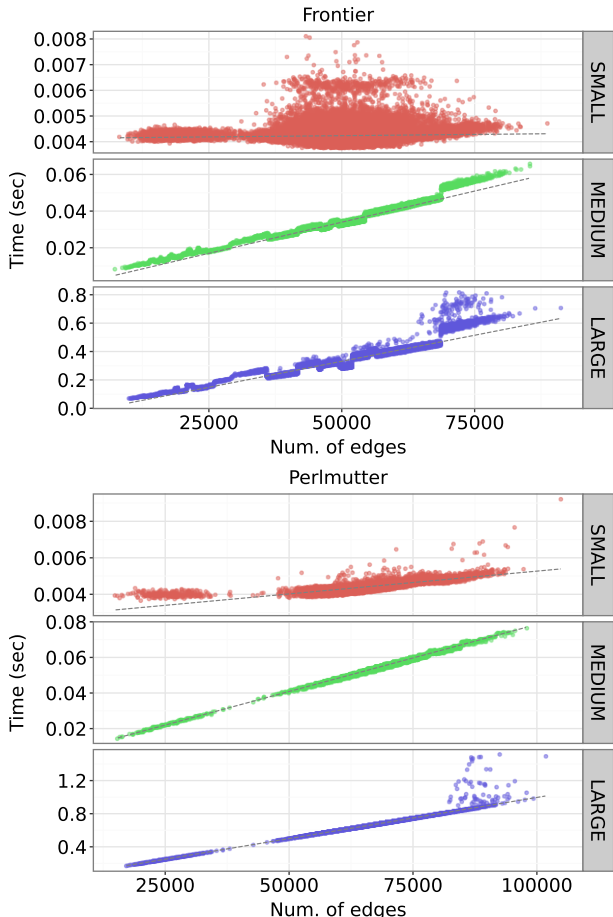 Frontier
0.008
0.007
0.006
0.005
0.004
SMALL
0.06
0.04
0.02
MEDIUM
Time (sec)
0.8
0.6
0.4
0.2
0.0
LARGE
25000 50000 75000
Num. of edges
Perlmutter
0.008
0.006
0.004
SMALL
0.08
0.06
0.04
0.02
MEDIUM
Time (sec)
1.2
0.8
0.4
LARGE
25000 50000 75000 100000
Num. of edges